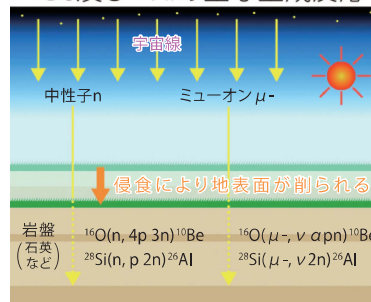 宇宙線
中性子n
ミューオンμ-
侵食により地表面が削られる
岩盤
(石英
など)
¹⁶O(n, 4p 3n)¹⁰Be
²⁸Si(n, p 2n)²⁶Al
¹⁶O(μ-, ν αpn)¹⁰Be
²⁸Si(μ-, ν 2n)²⁶Al